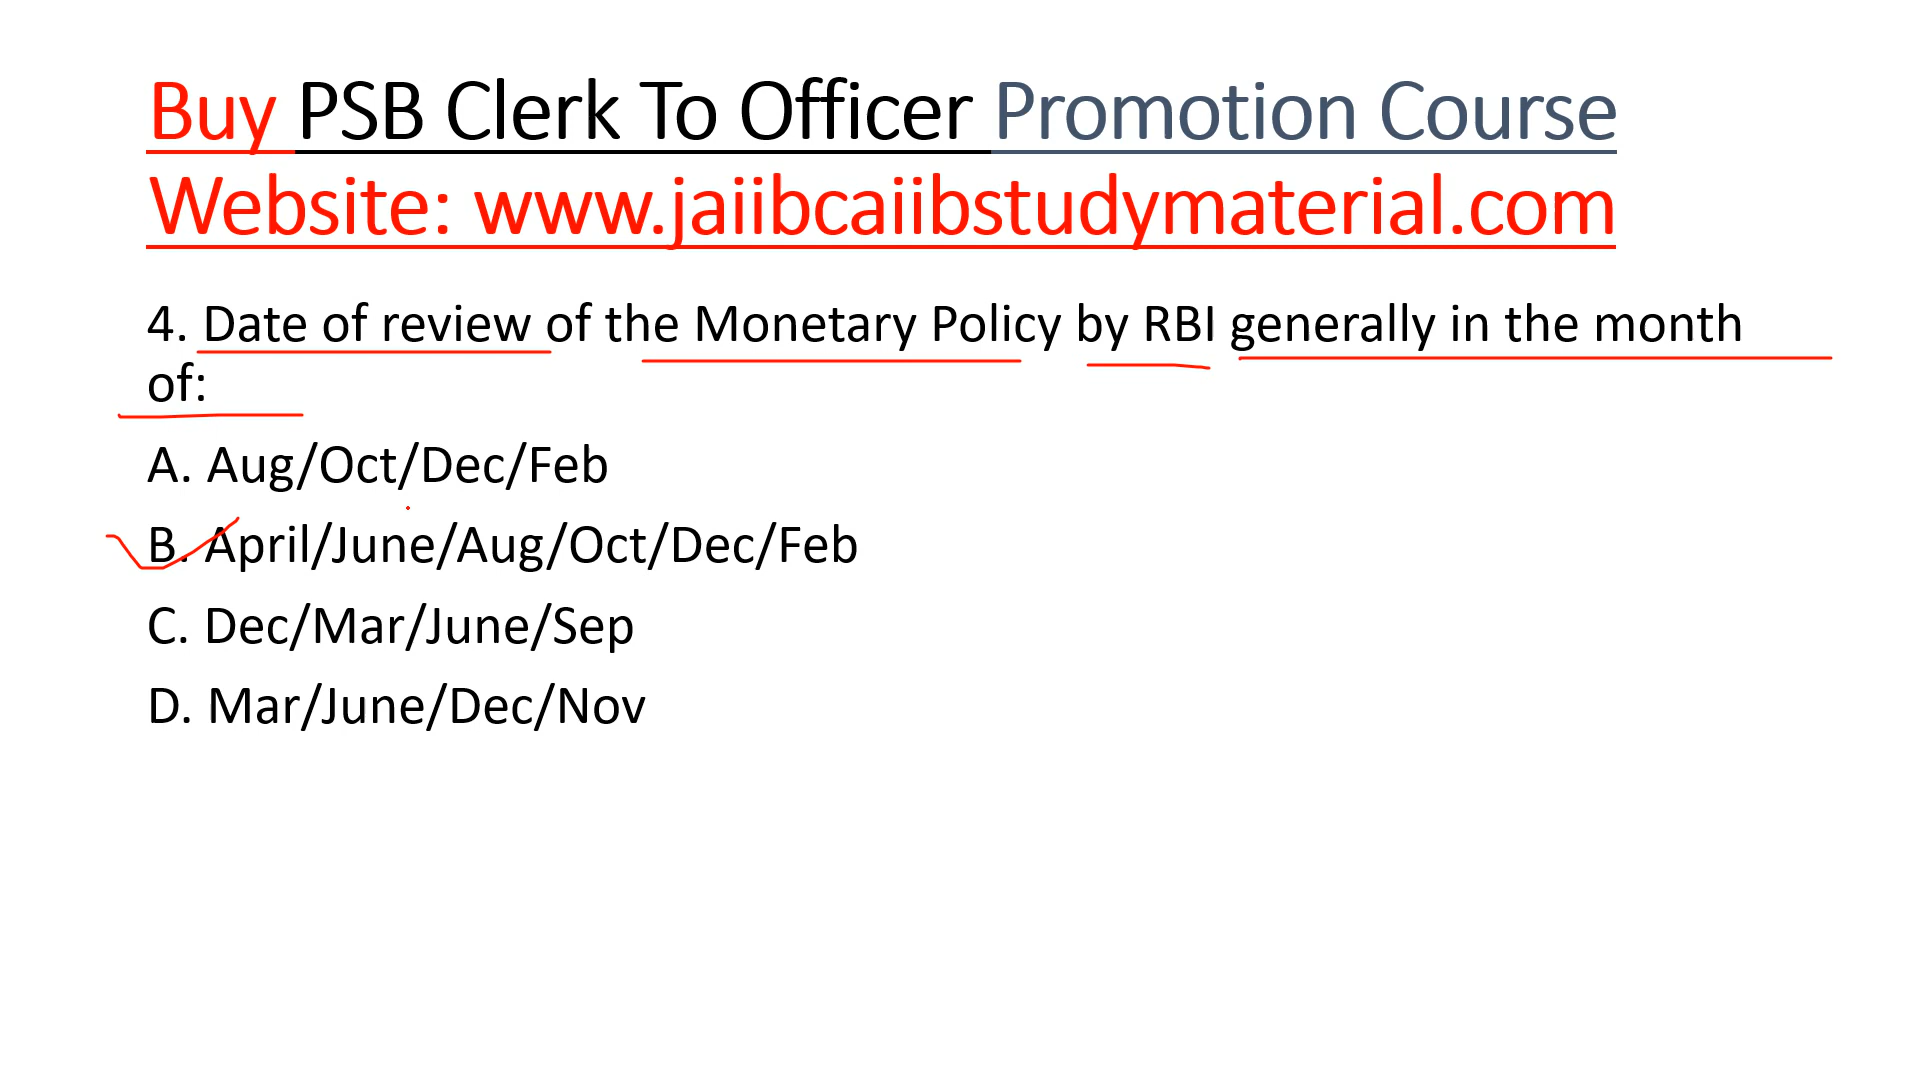 Buy PSB Clerk To Officer Promotion Course
Website: www.jaiibcaiibstudymaterial.com
4. Date of review of the Monetary Policy by RBI generally in the month
of:
A. Aug/Oct/Dec/Feb
B. April/June/Aug/Oct/Dec/Feb
C. Dec/Mar/June/Sep
D. Mar/June/Dec/Nov